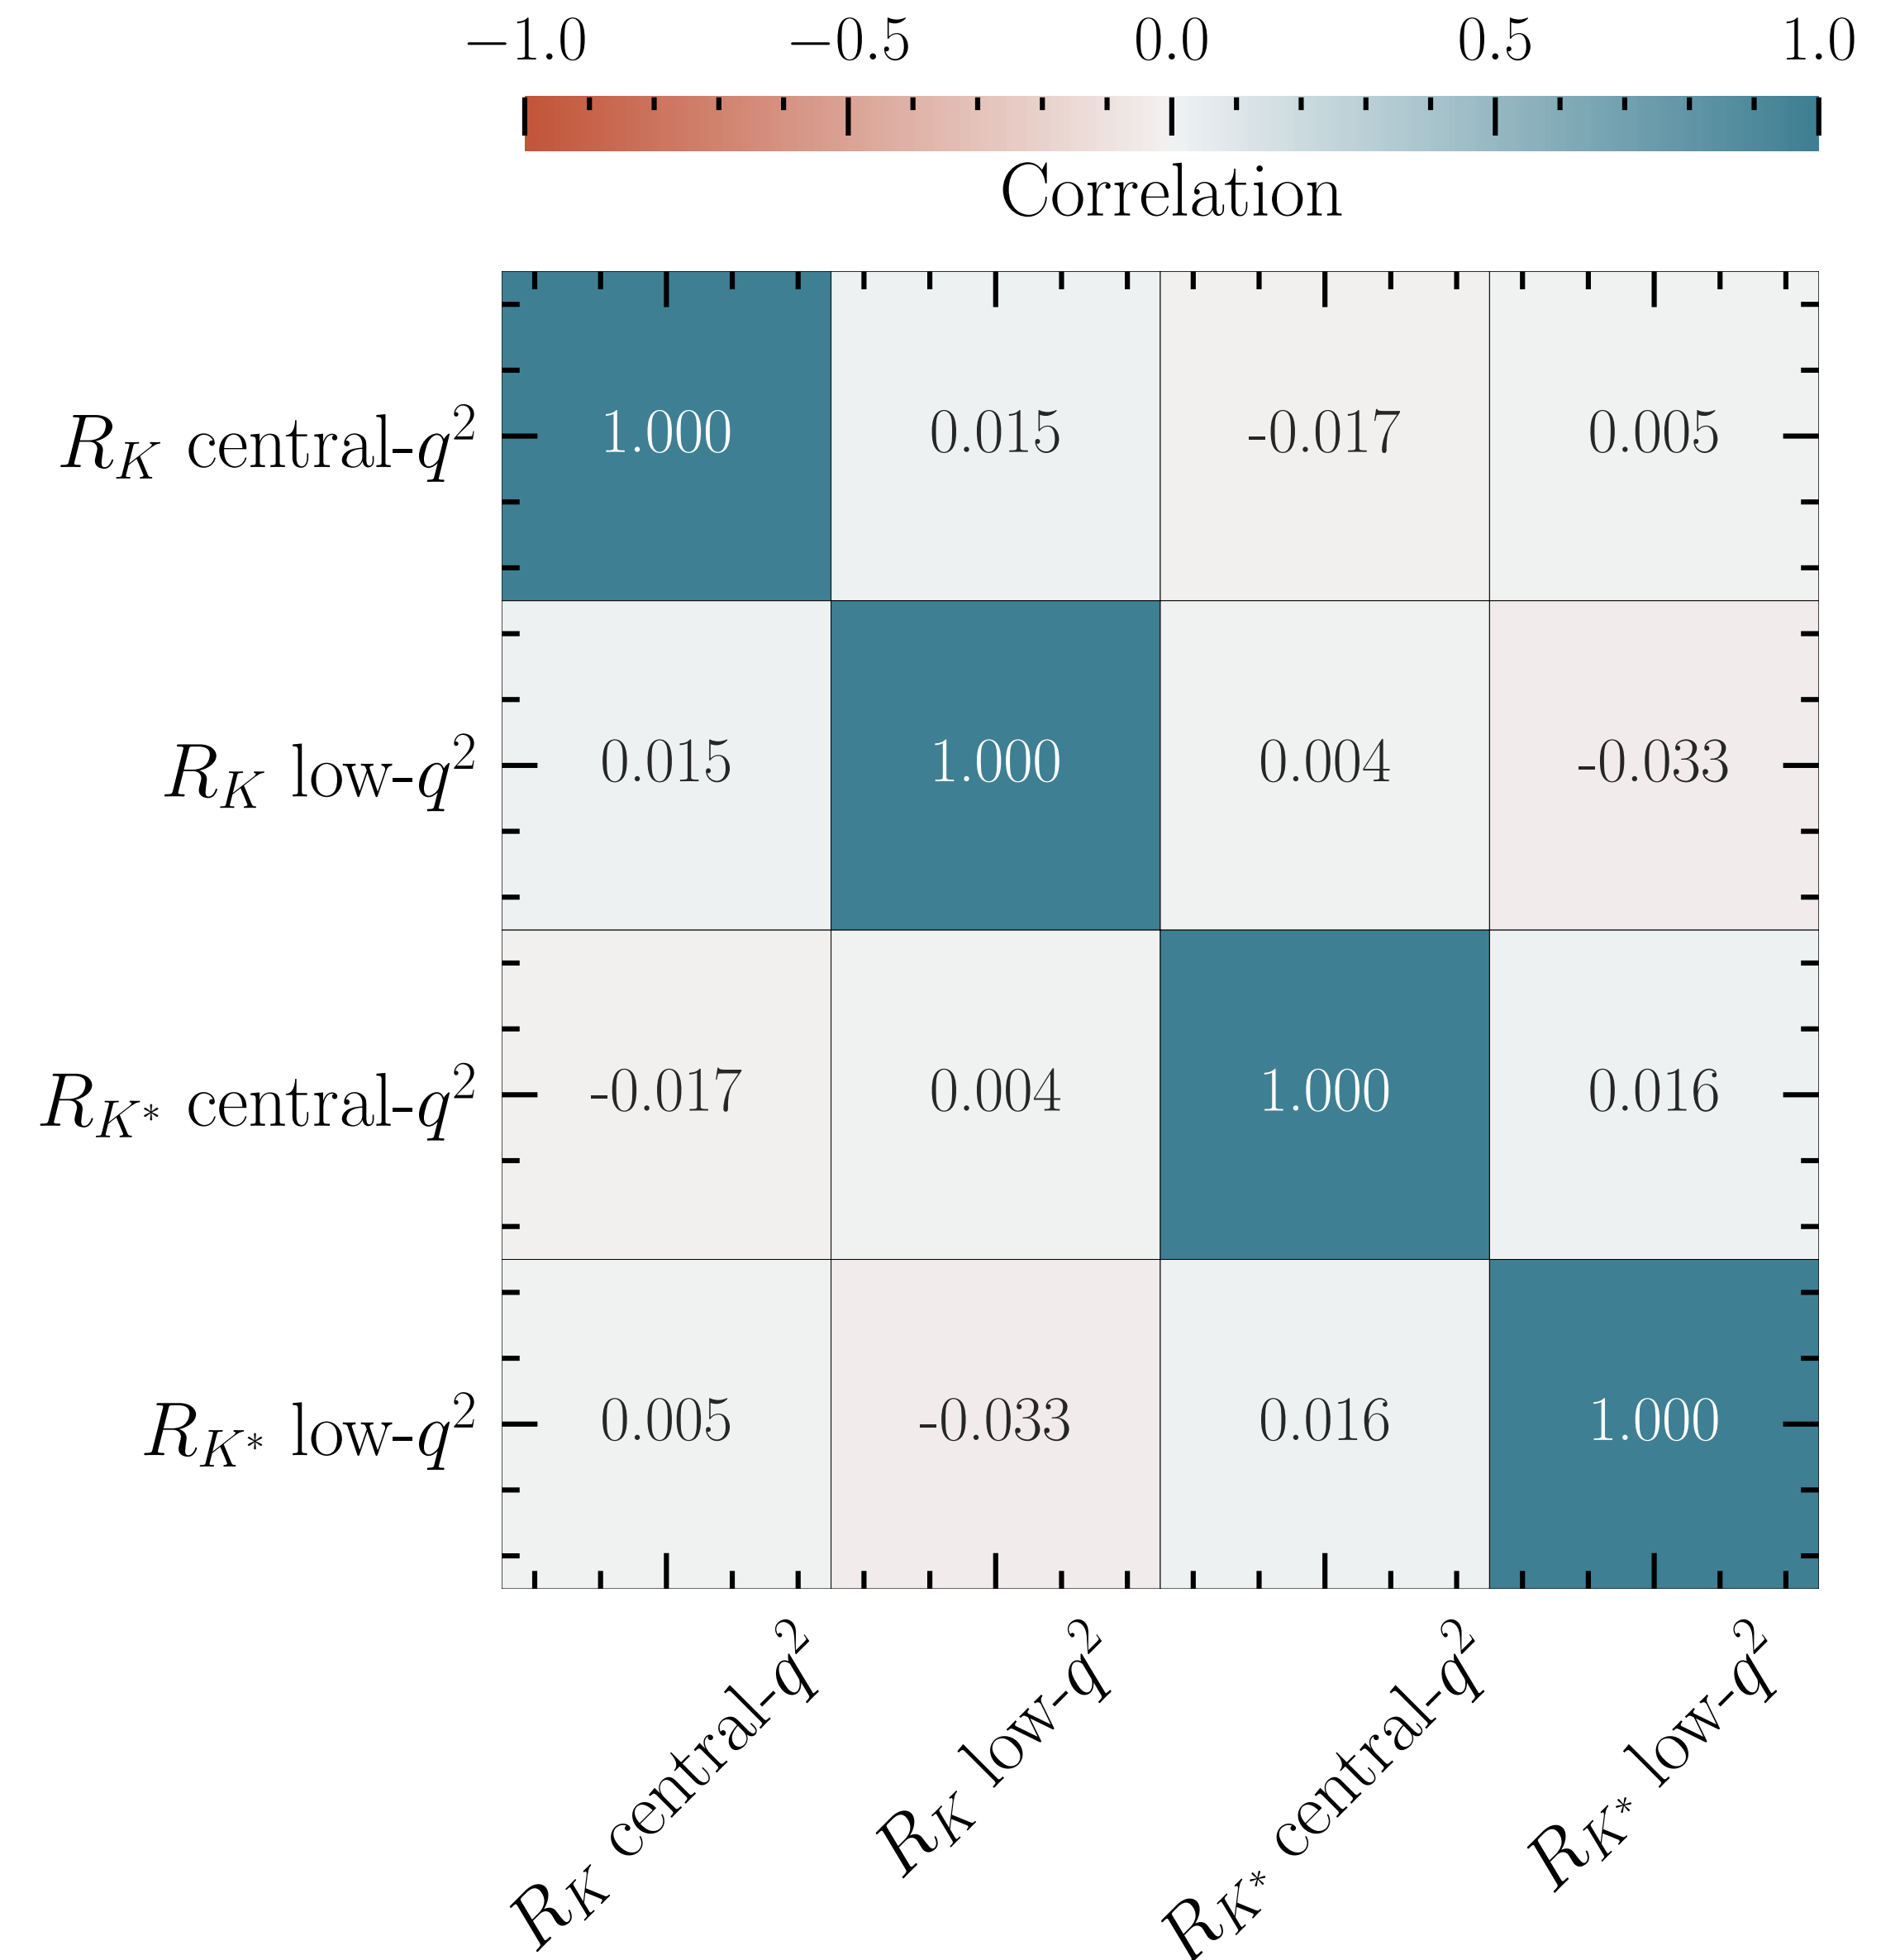 −1.0 −0.5 0.0 0.5 1.0
Correlation
$R_K$ central-$q^2$ 1.000 0.015 -0.017 0.005
$R_K$ low-$q^2$ 0.015 1.000 0.004 -0.033
$R_{K^*}$ central-$q^2$ -0.017 0.004 1.000 0.016
$R_{K^*}$ low-$q^2$ 0.005 -0.033 0.016 1.000
$R_K$ central-$q^2$
$R_K$ low-$q^2$
$R_{K^*}$ central-$q^2$
$R_{K^*}$ low-$q^2$